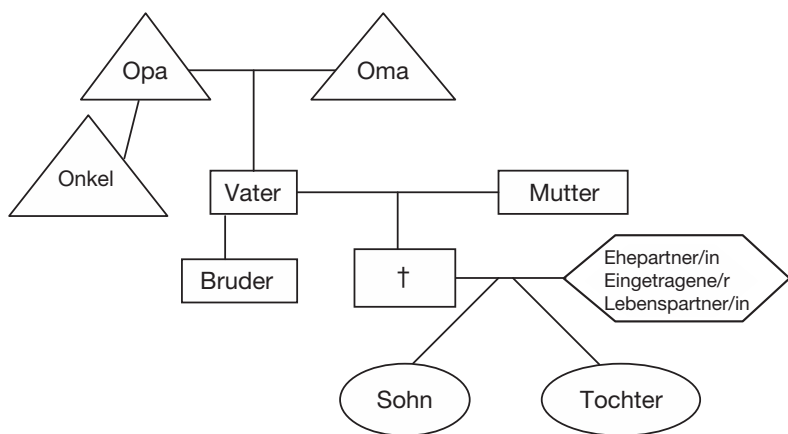 Opa
Oma
Onkel
Vater
Mutter
Bruder
†
Ehepartner/in
Eingetragene/r
Lebenspartner/in
Sohn
Tochter